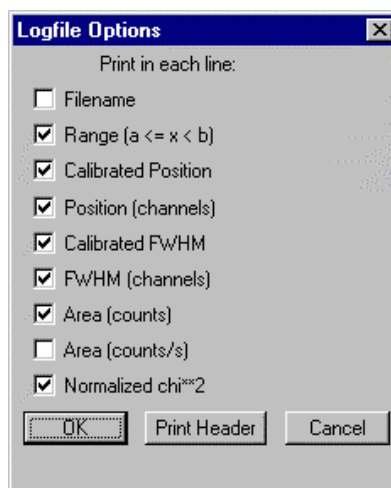 Logfile Options
Print in each line:
Filename
Range (a <= x < b)
Calibrated Position
Position (channels)
Calibrated FWHM
FWHM (channels)
Area (counts)
Area (counts/s)
Normalized chi**2
OK Print Header Cancel